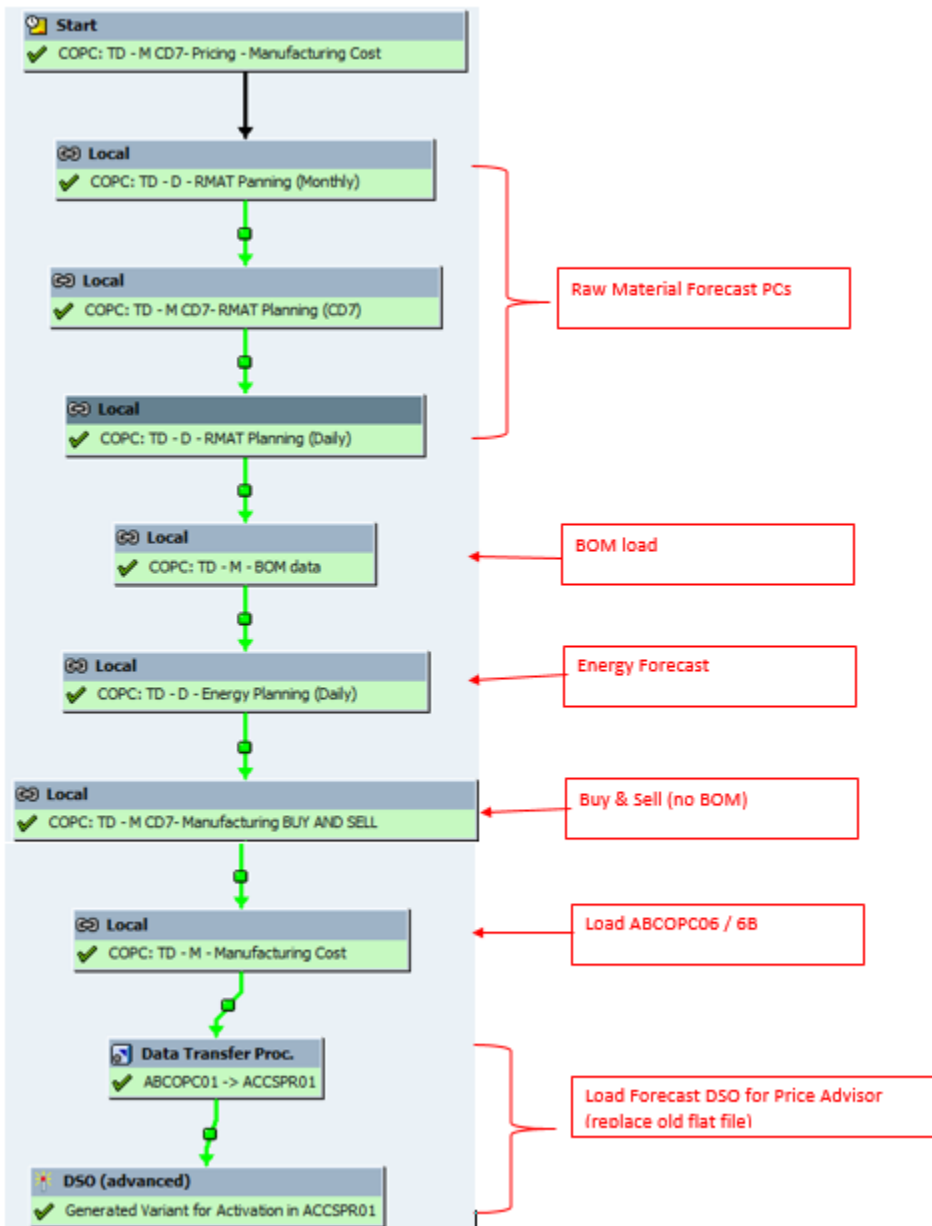 Start
COPC: TD - M CD7- Pricing - Manufacturing Cost
Local
COPC: TD - D - RMAT Panning (Monthly)
Local
COPC: TD - M CD7- RMAT Planning (CD7)
Raw Material Forecast PCs
Local
COPC: TD - D - RMAT Planning (Daily)
Local
COPC: TD - M - BOM data
BOM load
Local
COPC: TD - D - Energy Planning (Daily)
Energy Forecast
Local
COPC: TD - M CD7- Manufacturing BUY AND SELL
Buy & Sell (no BOM)
Local
COPC: TD - M - Manufacturing Cost
Load ABCOPC06 / 6B
Data Transfer Proc.
ABCOPC01 -> ACCSPR01
Load Forecast DSO for Price Advisor
(replace old flat file)
DSO (advanced)
Generated Variant for Activation in ACCSPR01